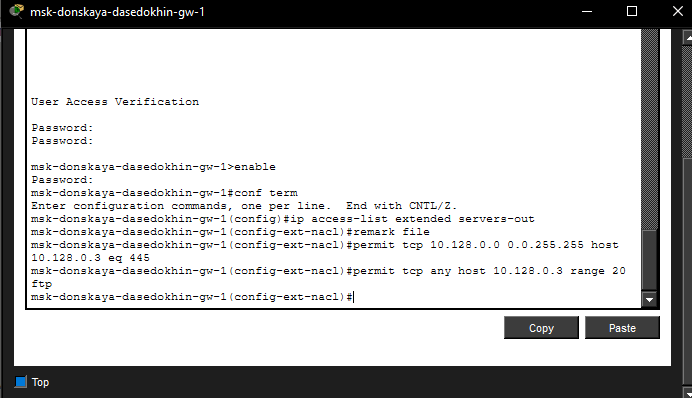 msk-donskaya-dasedokhin-gw-1
User Access Verification
Password:
Password:
msk-donskaya-dasedokhin-gw-1>enable
Password:
msk-donskaya-dasedokhin-gw-1#conf term
Enter configuration commands, one per line.  End with CNTL/Z.
msk-donskaya-dasedokhin-gw-1(config)#ip access-list extended servers-out
msk-donskaya-dasedokhin-gw-1(config-ext-nacl)#remark file
msk-donskaya-dasedokhin-gw-1(config-ext-nacl)#permit tcp 10.128.0.0 0.0.255.255 host
10.128.0.3 eq 445
msk-donskaya-dasedokhin-gw-1(config-ext-nacl)#permit tcp any host 10.128.0.3 range 20
ftp
msk-donskaya-dasedokhin-gw-1(config-ext-nacl)#
Copy Paste
Top